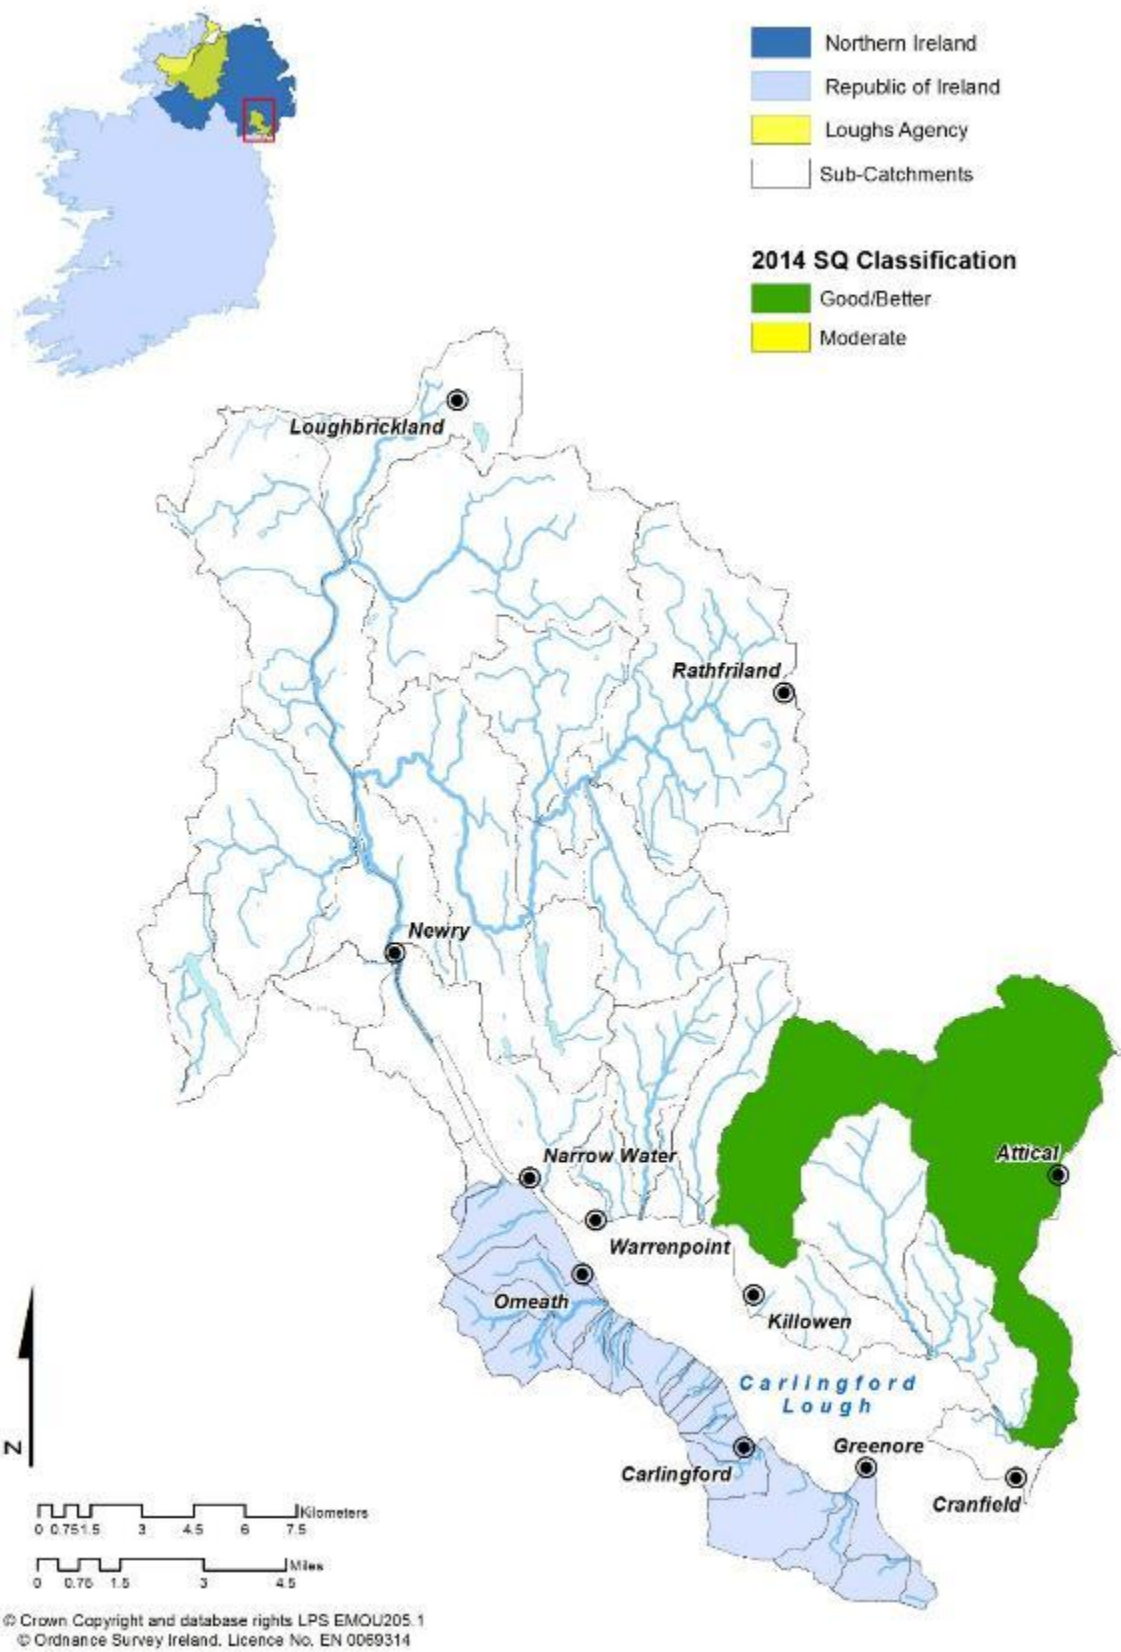 Northern Ireland
Republic of Ireland
Loughs Agency
Sub-Catchments
2014 SQ Classification
Good/Better
Moderate
Loughbrickland
Rathfriland
Newry
Attical
Narrow Water
Warrenpoint
Omeath
Killowen
Carlingford
Lough
Greenore
Carlingford
Cranfield
N
Kilometers
0 0.75 1.5 3 4.5 6 7.5
Miles
0 0.75 1.5 3 4.5
© Crown Copyright and database rights LPS EMOU205.1
© Ordnance Survey Ireland. Licence No. EN 0069314